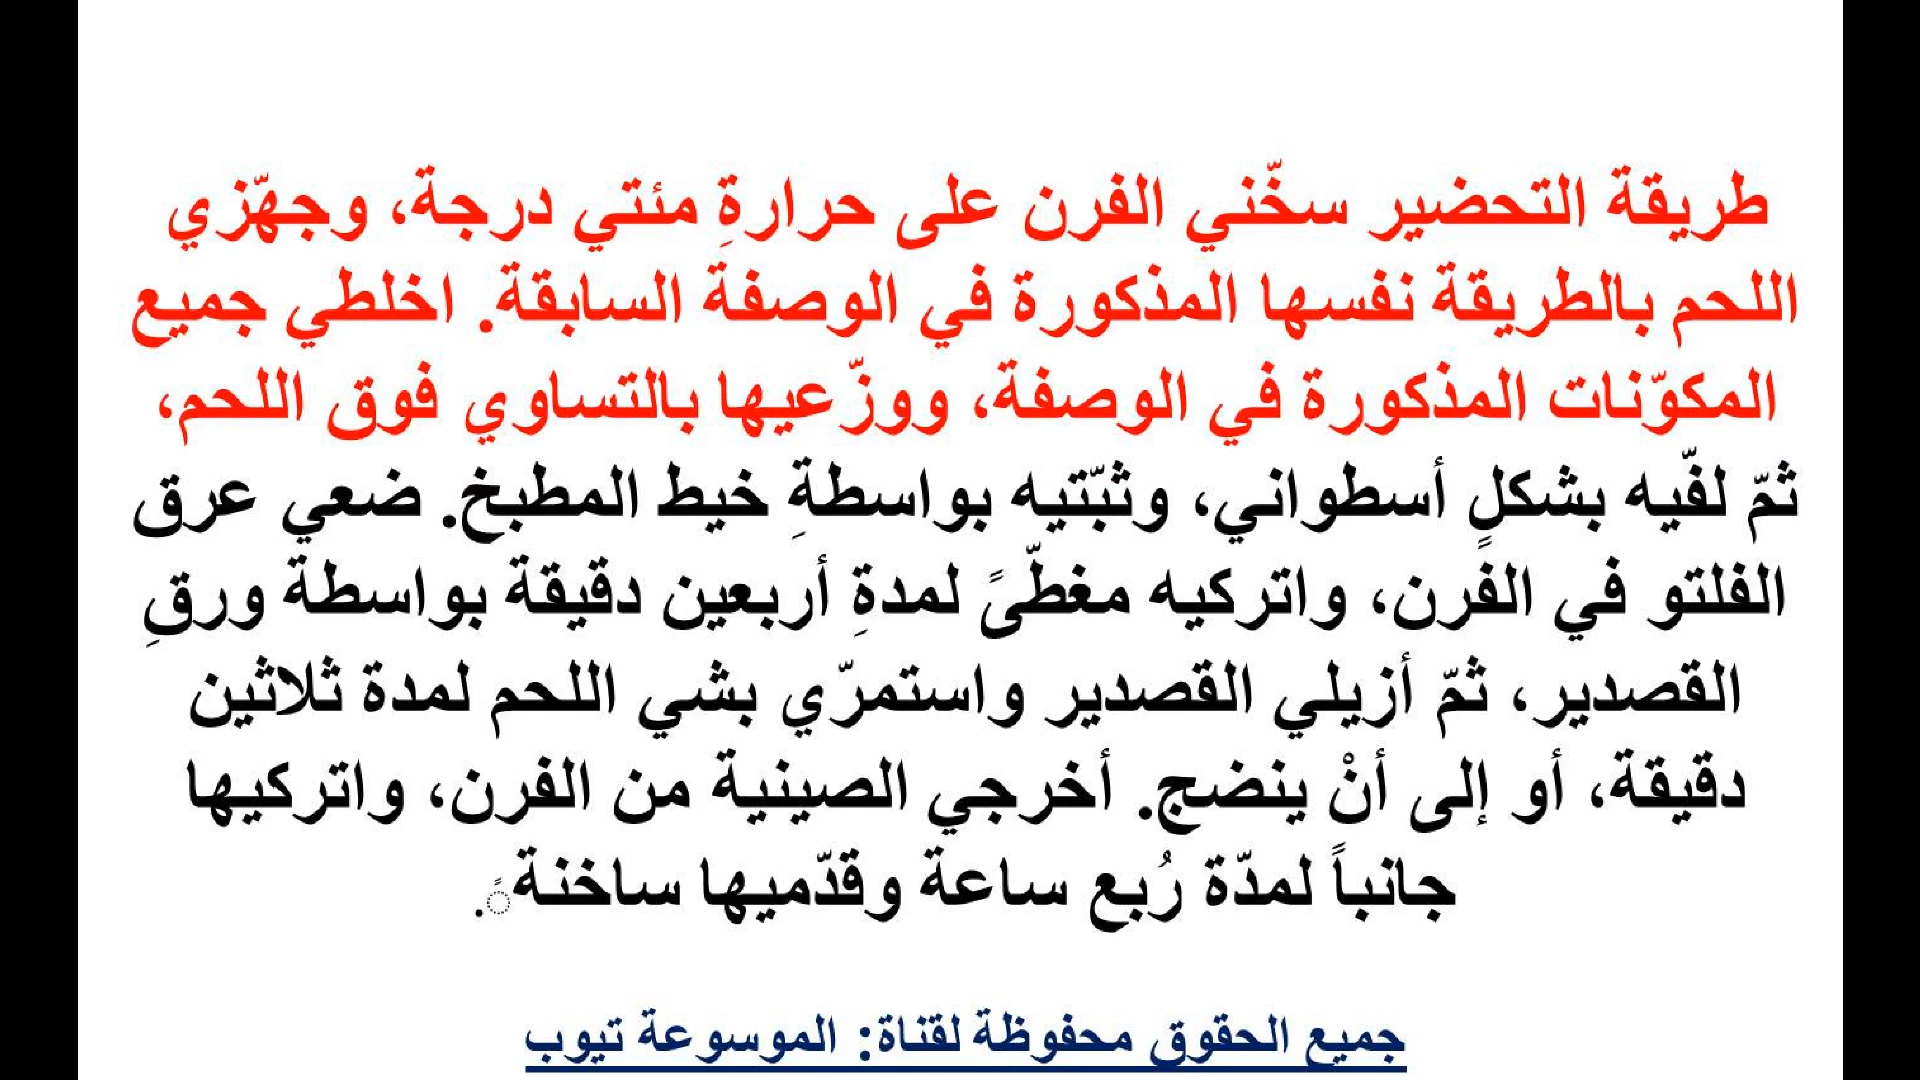 طريقة التحضير سخّني الفرن على حرارةِ مئتي درجة، وجهّزي
اللحم بالطريقة نفسها المذكورة في الوصفة السابقة. اخلطي جميع
المكوّنات المذكورة في الوصفة، ووزّعيها بالتساوي فوق اللحم،
ثمّ لفّيه بشكلٍ أسطواني، وثبّتيه بواسطةِ خيط المطبخ. ضعي عرق
الفلتو في الفرن، واتركيه مغطّىً لمدةِ أربعين دقيقة بواسطة ورقِ
القصدير، ثمّ أزيلي القصدير واستمرّي بشي اللحم لمدة ثلاثين
دقيقة، أو إلى أنْ ينضج. أخرجي الصينية من الفرن، واتركيها
جانباً لمدّة رُبع ساعة وقدّميها ساخنة ً.
جميع الحقوق محفوظة لقناة: الموسوعة تيوب